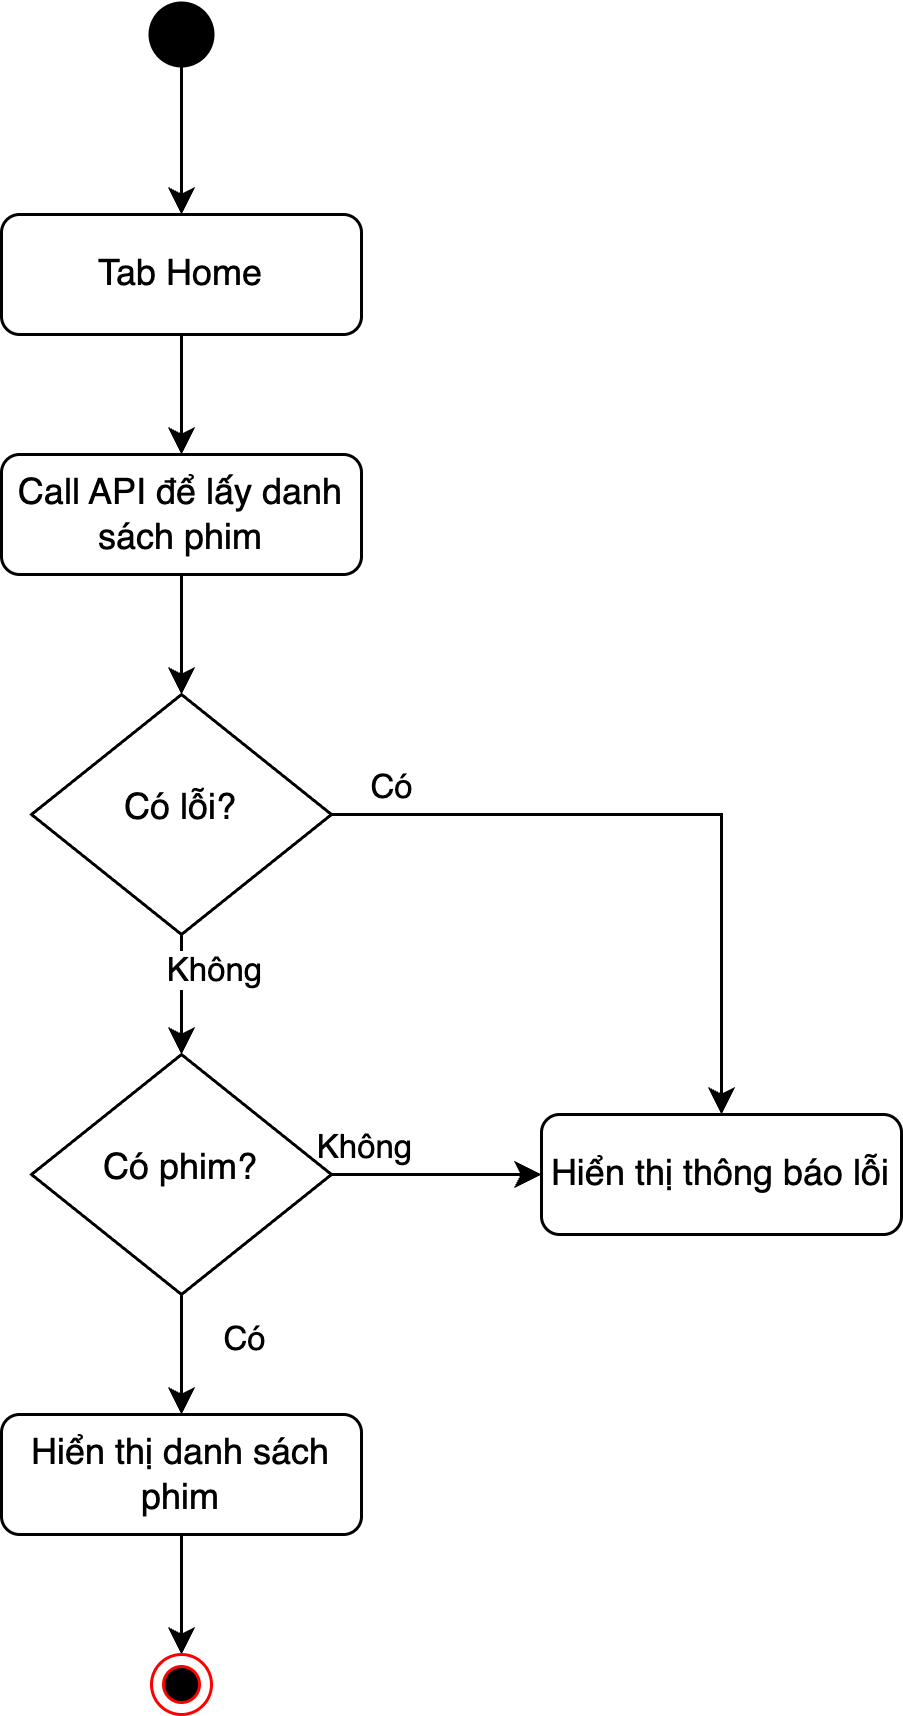 Tab Home
Call API để lấy danh
sách phim
Có lỗi?
Có
Không
Có phim?
Không
Hiển thị thông báo lỗi
Có
Hiển thị danh sách
phim